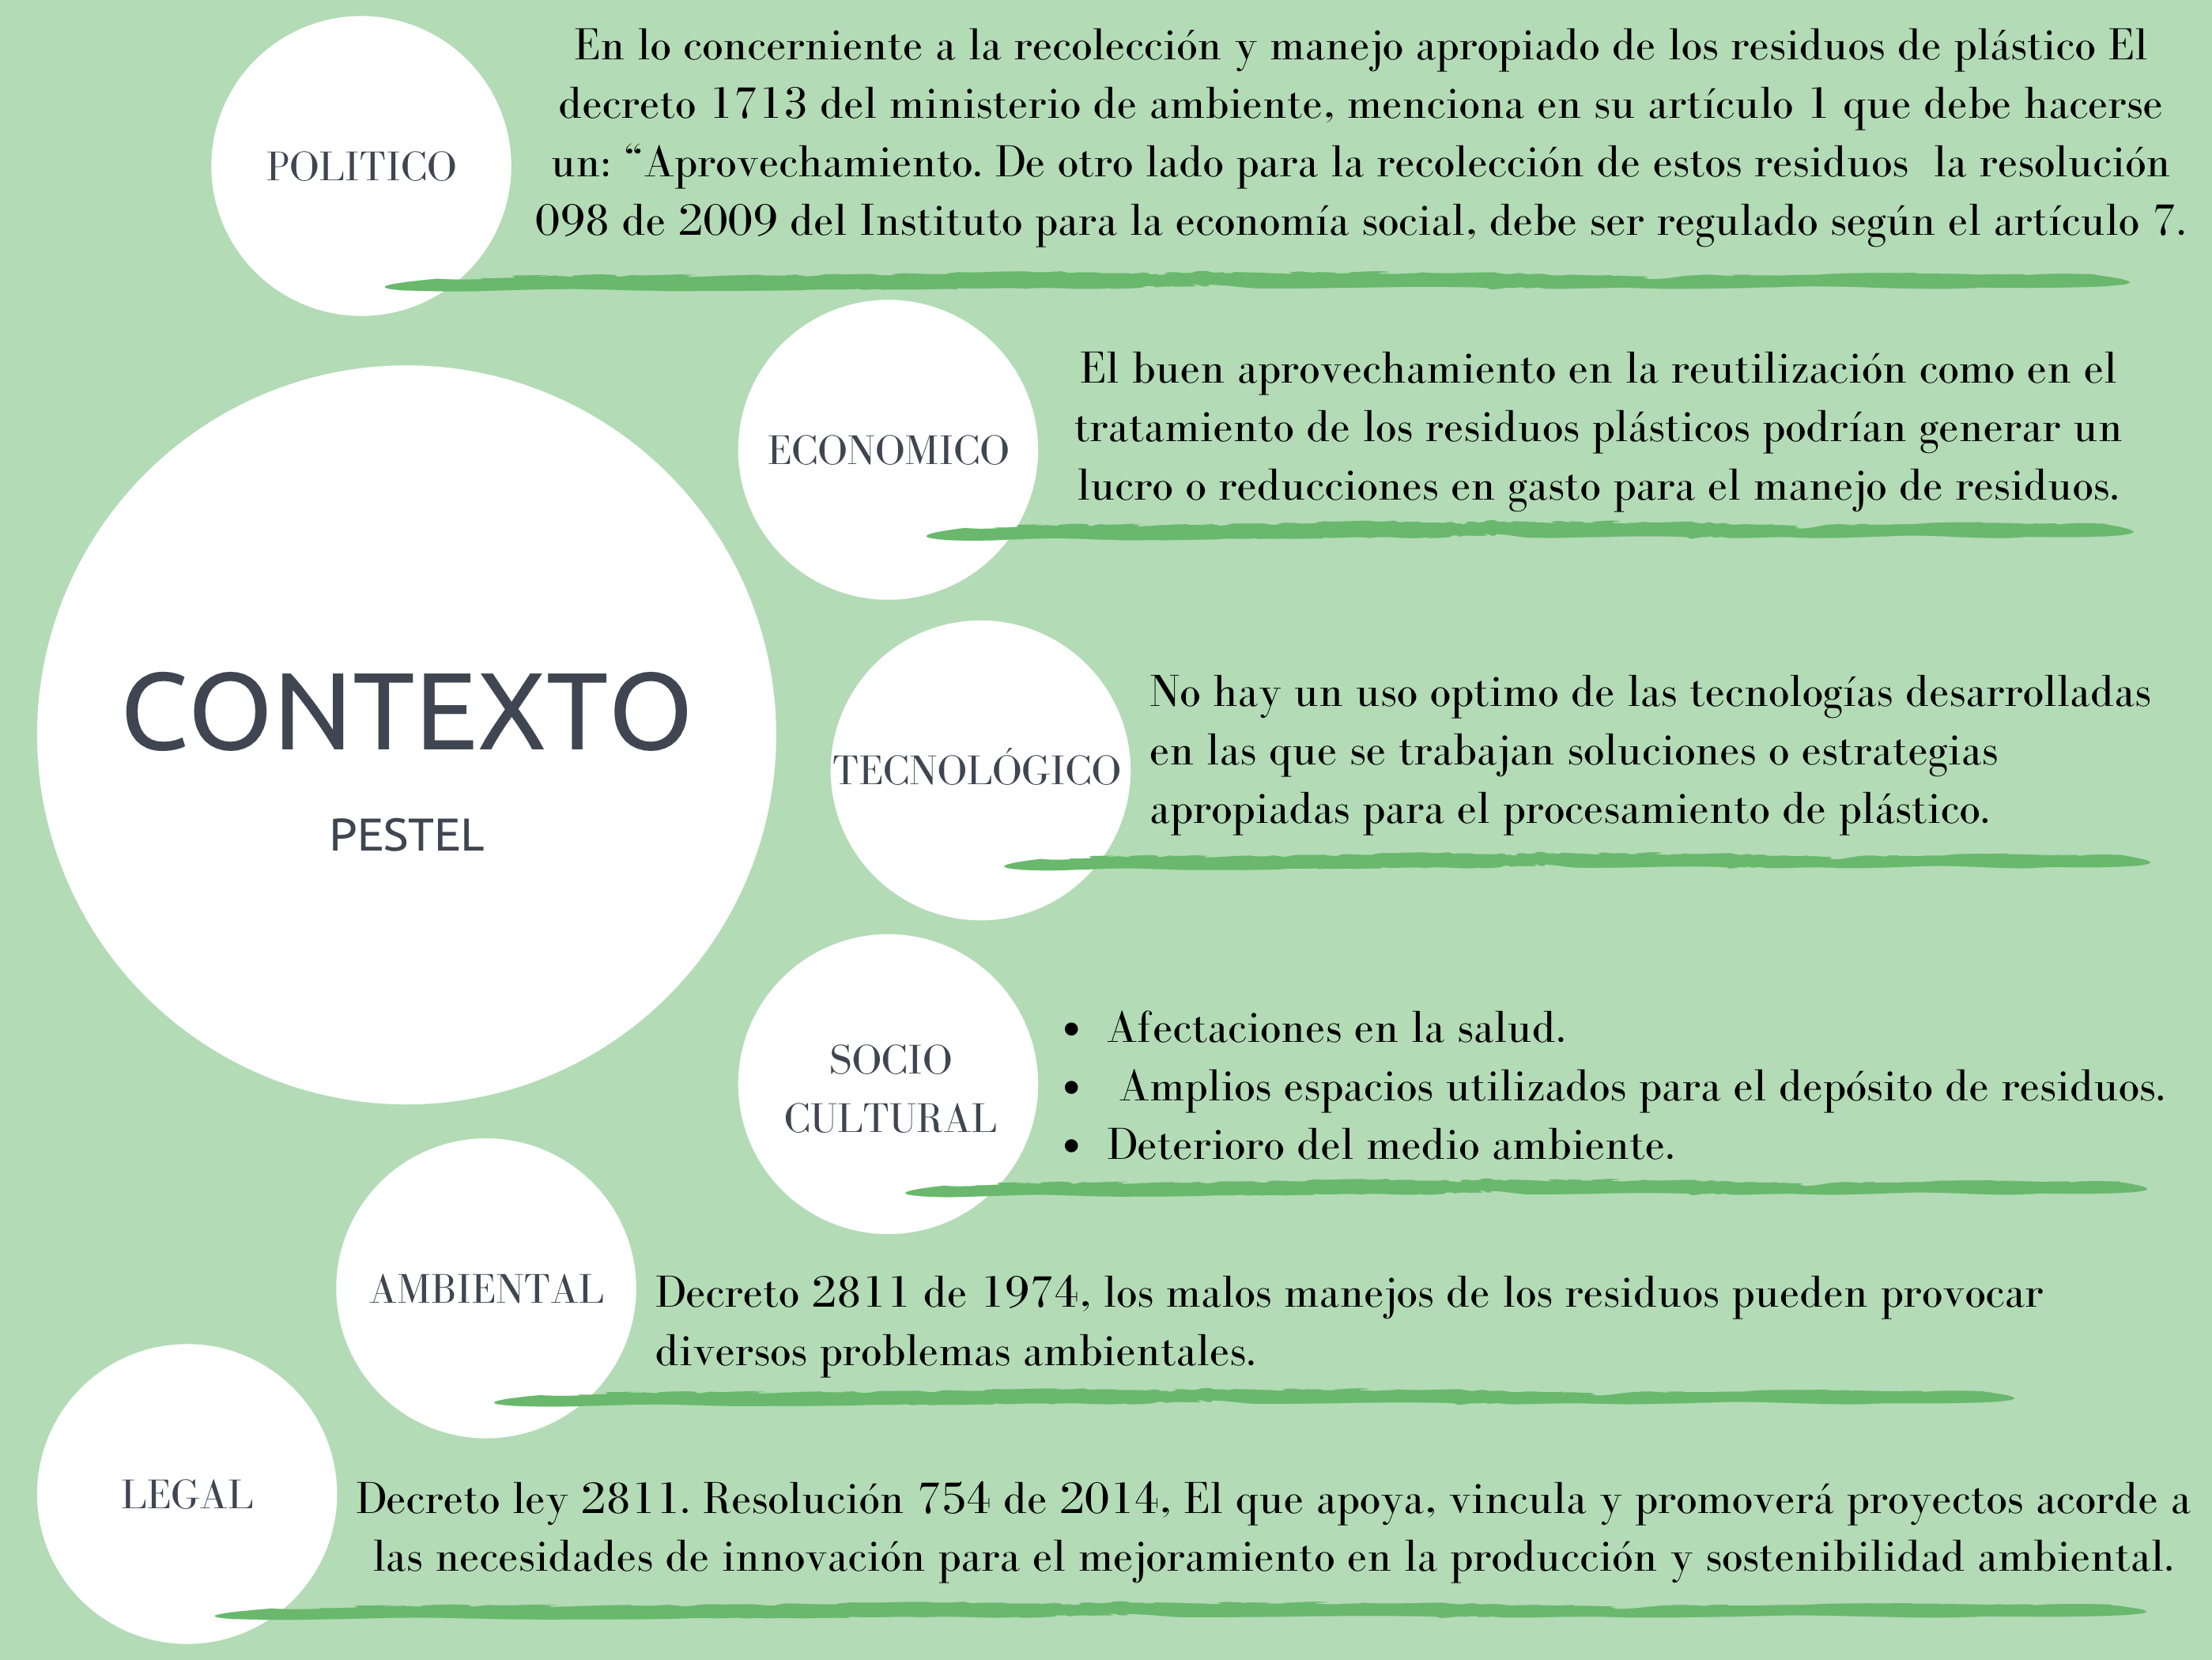 POLITICO
En lo concerniente a la recolección y manejo apropiado de los residuos de plástico El
decreto 1713 del ministerio de ambiente, menciona en su artículo 1 que debe hacerse
un: “Aprovechamiento. De otro lado para la recolección de estos residuos  la resolución
098 de 2009 del Instituto para la economía social, debe ser regulado según el artículo 7.
ECONOMICO
El buen aprovechamiento en la reutilización como en el
tratamiento de los residuos plásticos podrían generar un
lucro o reducciones en gasto para el manejo de residuos.
CONTEXTO
PESTEL
TECNOLÓGICO
No hay un uso optimo de las tecnologías desarrolladas
en las que se trabajan soluciones o estrategias
apropiadas para el procesamiento de plástico.
SOCIO
CULTURAL
• Afectaciones en la salud.
• Amplios espacios utilizados para el depósito de residuos.
• Deterioro del medio ambiente.
AMBIENTAL
Decreto 2811 de 1974, los malos manejos de los residuos pueden provocar
diversos problemas ambientales.
LEGAL
Decreto ley 2811. Resolución 754 de 2014, El que apoya, vincula y promoverá proyectos acorde a
las necesidades de innovación para el mejoramiento en la producción y sostenibilidad ambiental.